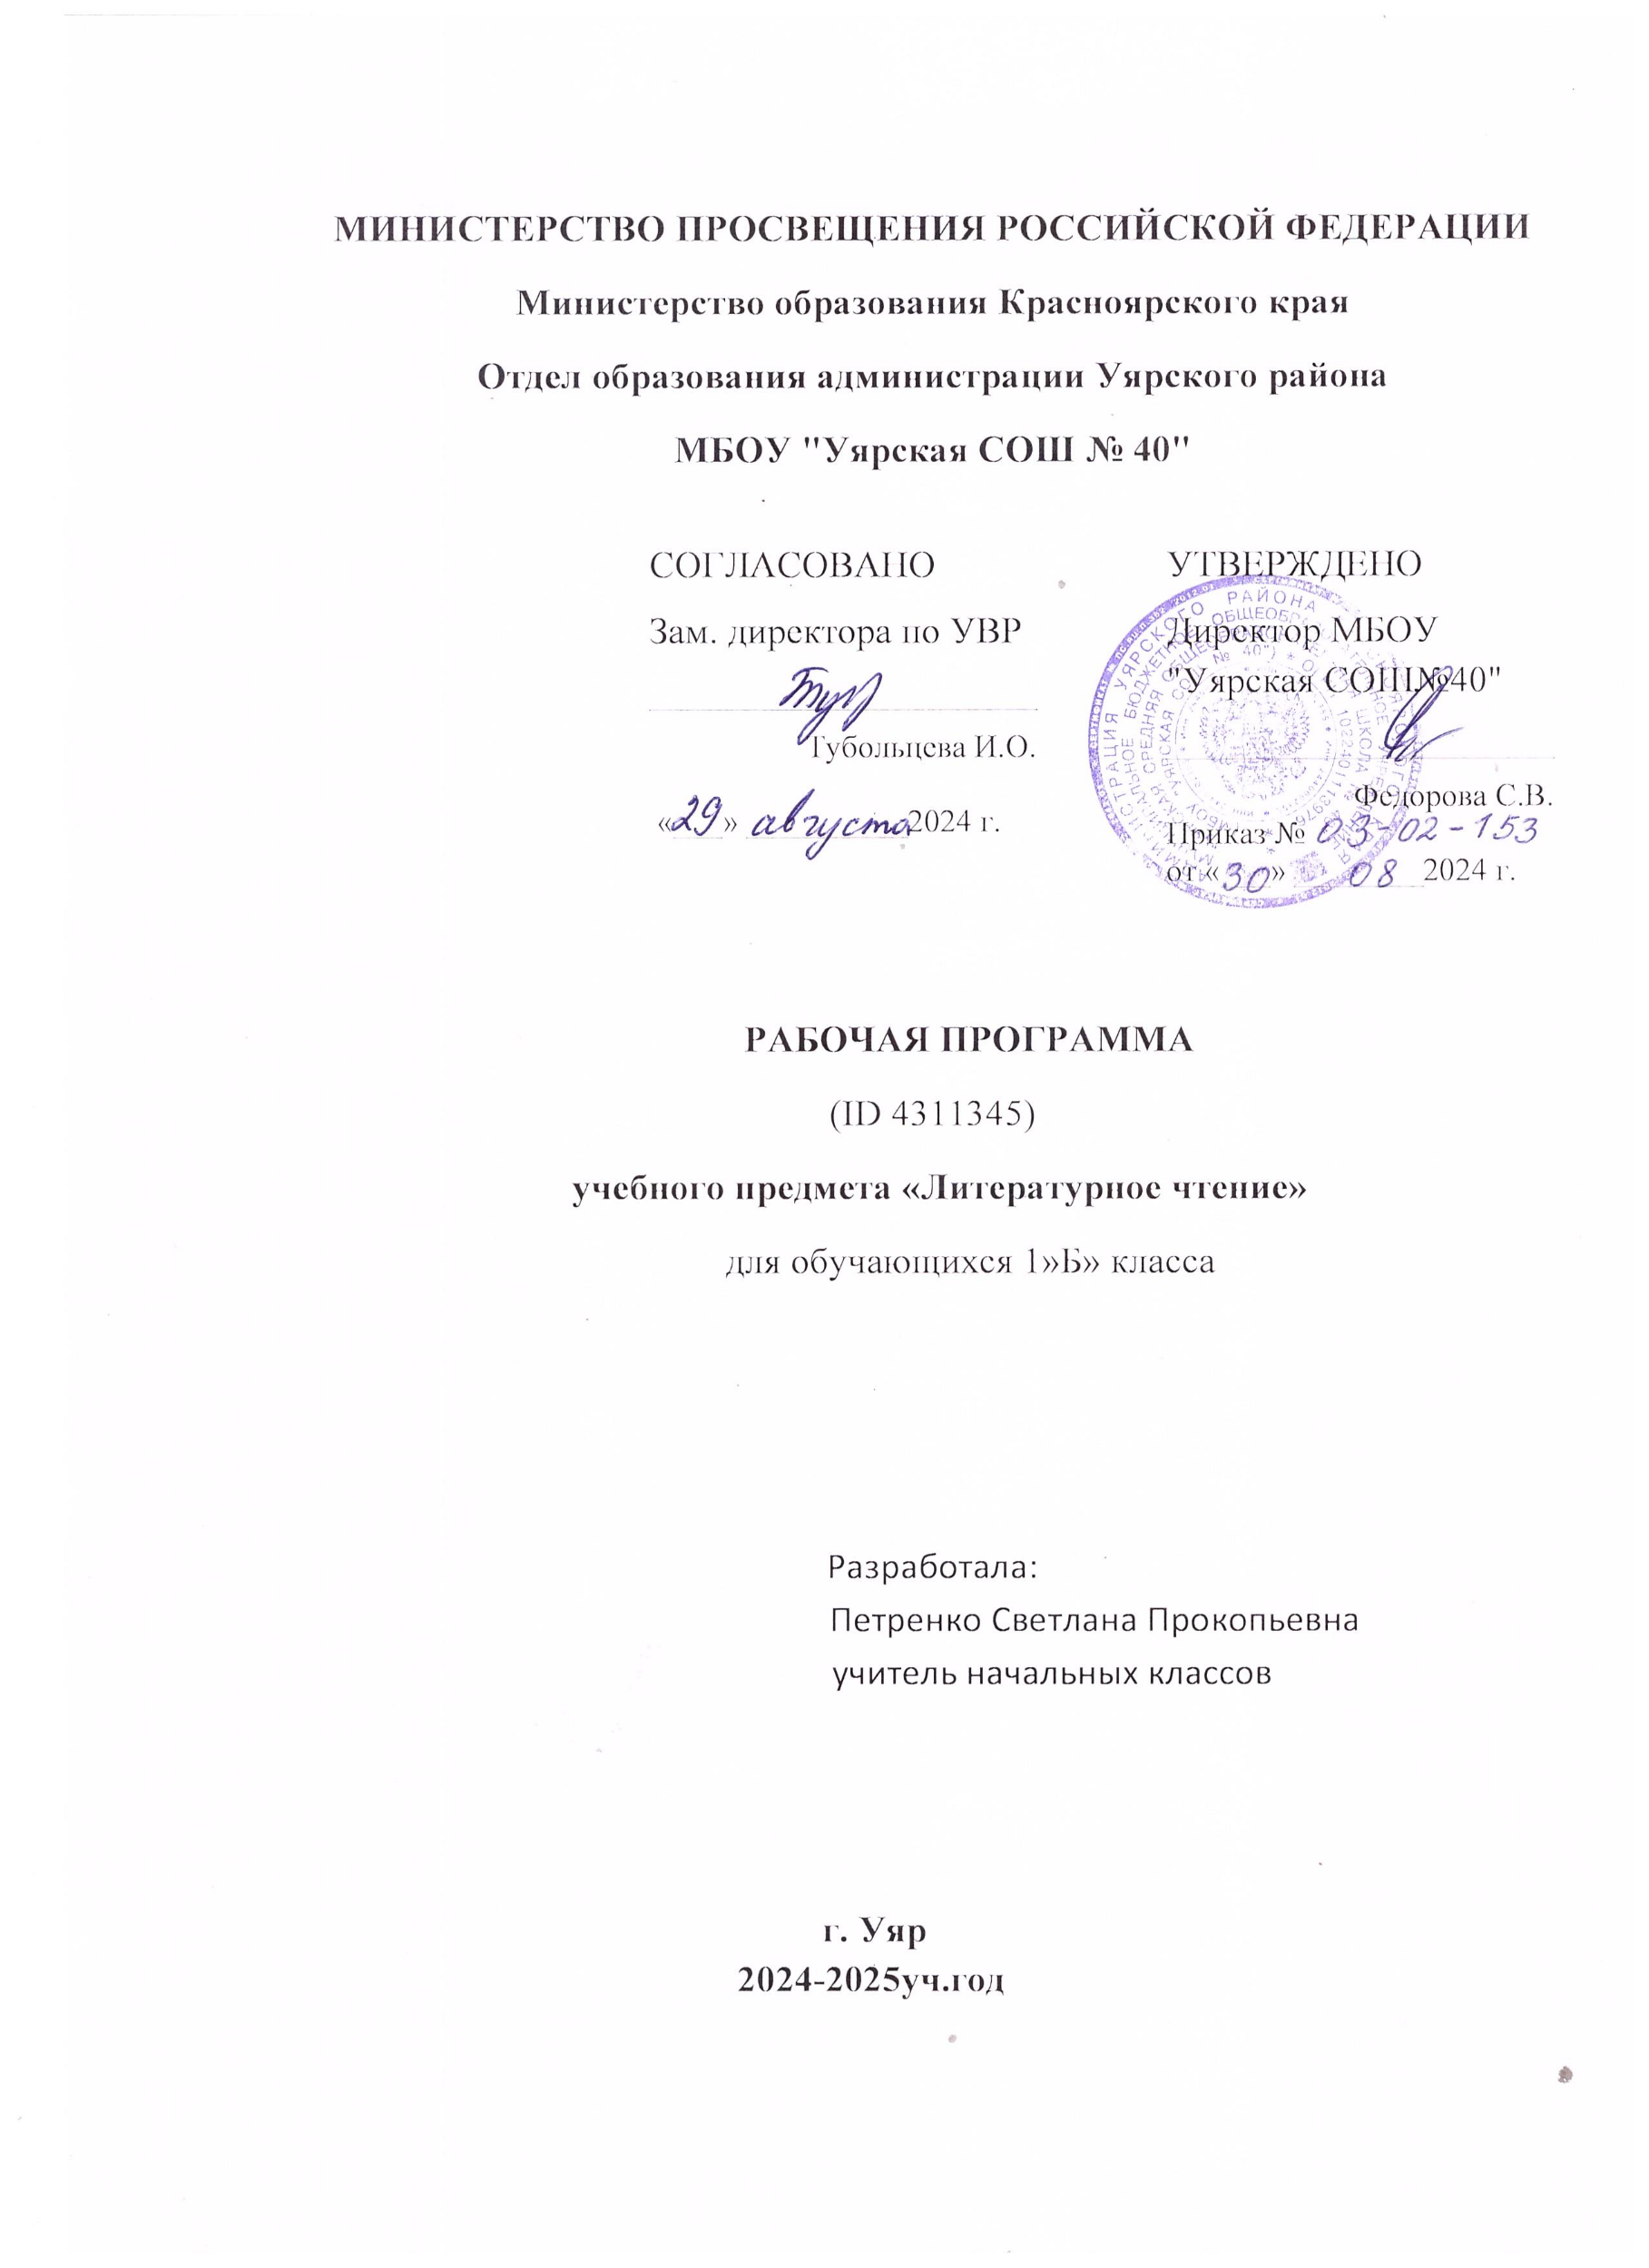 МИНИСТЕРСТВО ПРОСВЕЩЕНИЯ РОССИЙСКОЙ ФЕДЕРАЦИИ
Министерство образования Красноярского края
Отдел образования администрации Уярского района
МБОУ "Уярская СОШ № 40"
СОГЛАСОВАНО
Зам. директора по УВР
Губольцева И.О.
«29» августа 2024 г.
УТВЕРЖДЕНО
Директор МБОУ
"Уярская СОШ№40"
Федорова С.В.
Приказ № 03-02-153
от «30» 08 2024 г.
РАБОЧАЯ ПРОГРАММА
(ID 4311345)
учебного предмета «Литературное чтение»
для обучающихся 1»Б» класса
Разработала:
Петренко Светлана Прокопьевна
учитель начальных классов
г. Уяр
2024-2025уч.год